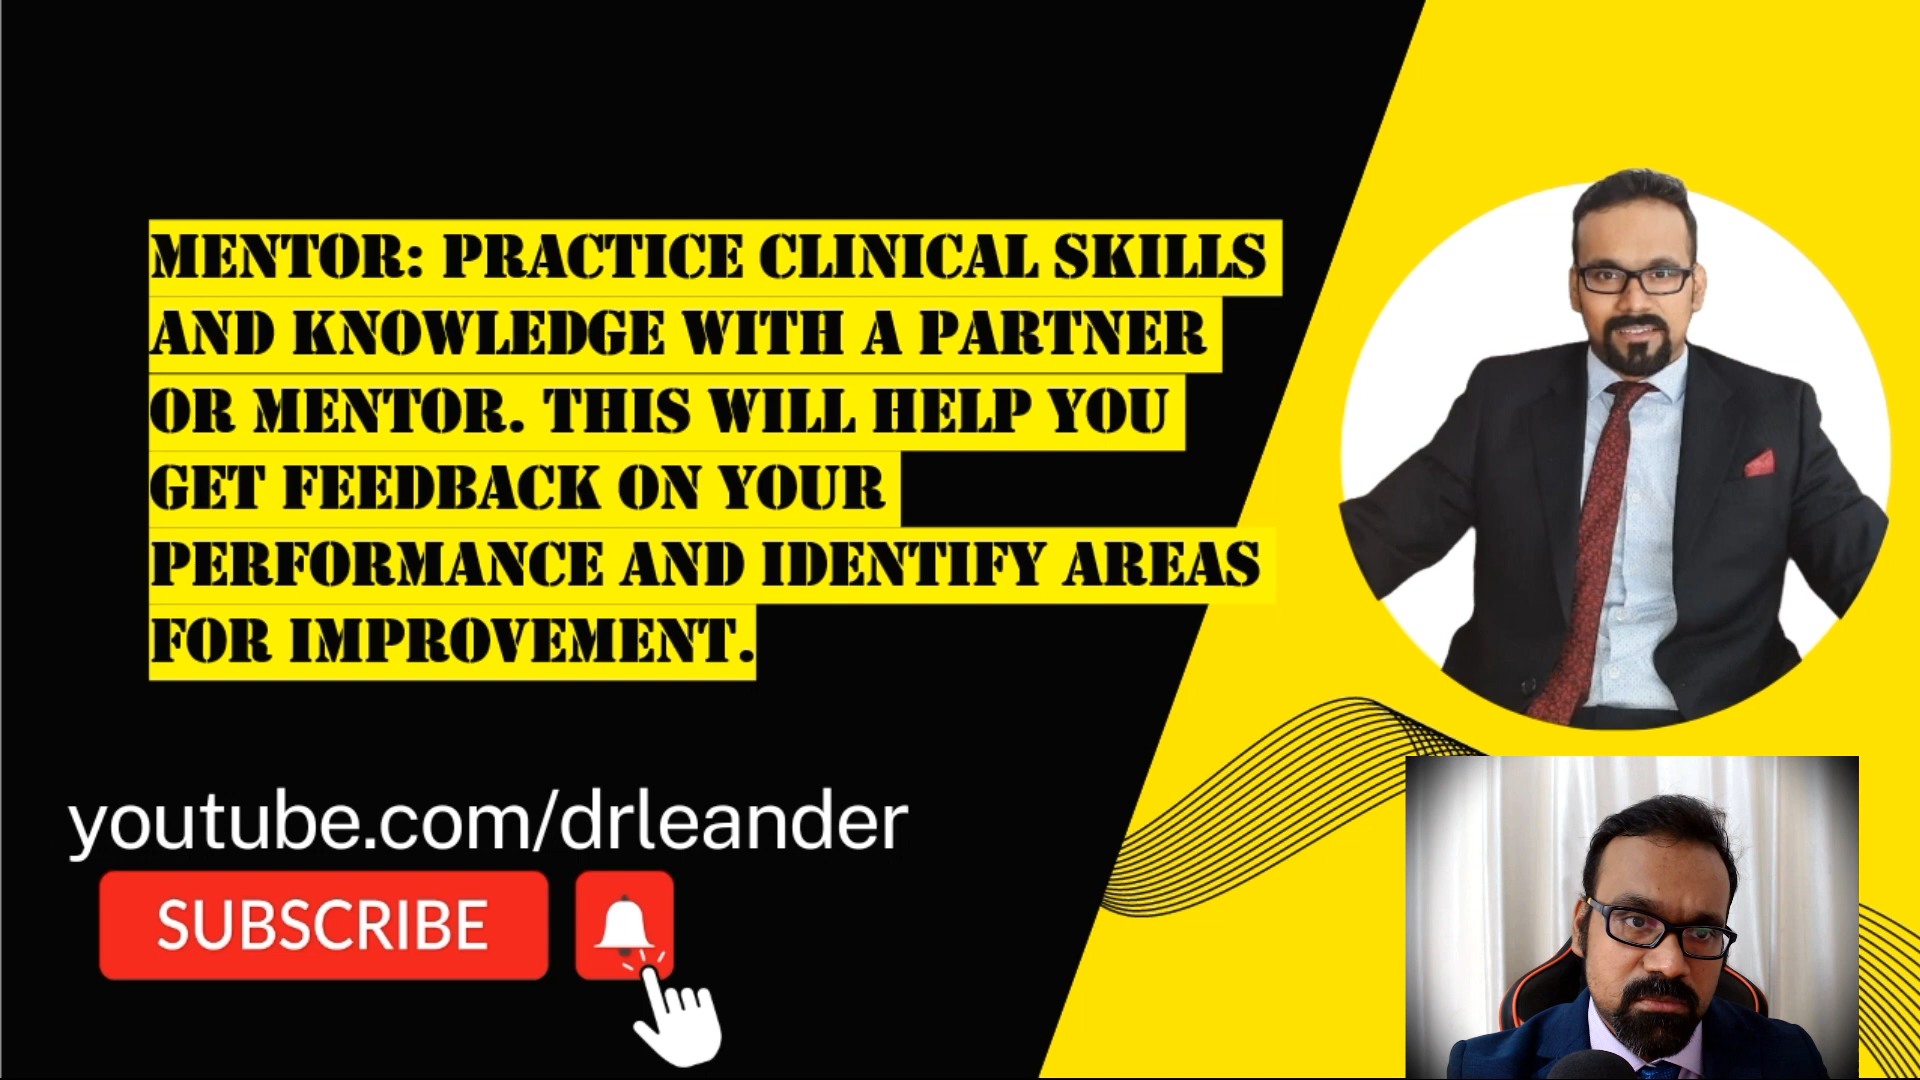 MENTOR: PRACTICE CLINICAL SKILLS
AND KNOWLEDGE WITH A PARTNER
OR MENTOR. THIS WILL HELP YOU
GET FEEDBACK ON YOUR
PERFORMANCE AND IDENTIFY AREAS
FOR IMPROVEMENT.
youtube.com/drleander
SUBSCRIBE